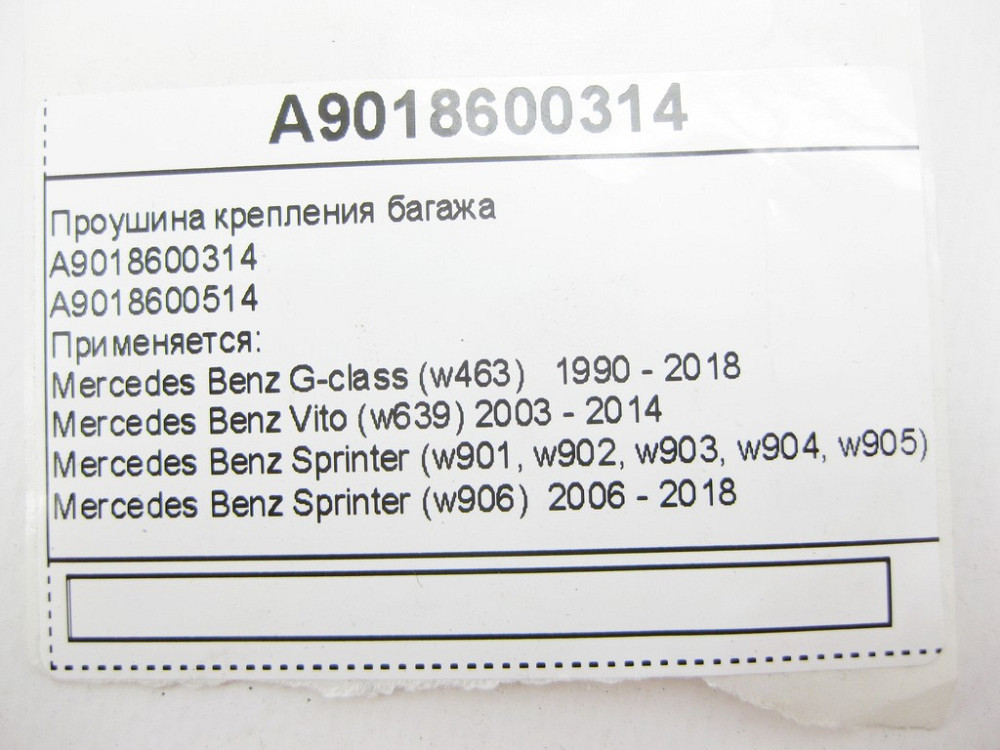 A9018600314
Проушина крепления багажа
A9018600314
A9018600514
Применяется:
Mercedes Benz G-class (w463) 1990 - 2018
Mercedes Benz Vito (w639) 2003 - 2014
Mercedes Benz Sprinter (w901, w902, w903, w904, w905)
Mercedes Benz Sprinter (w906) 2006 - 2018